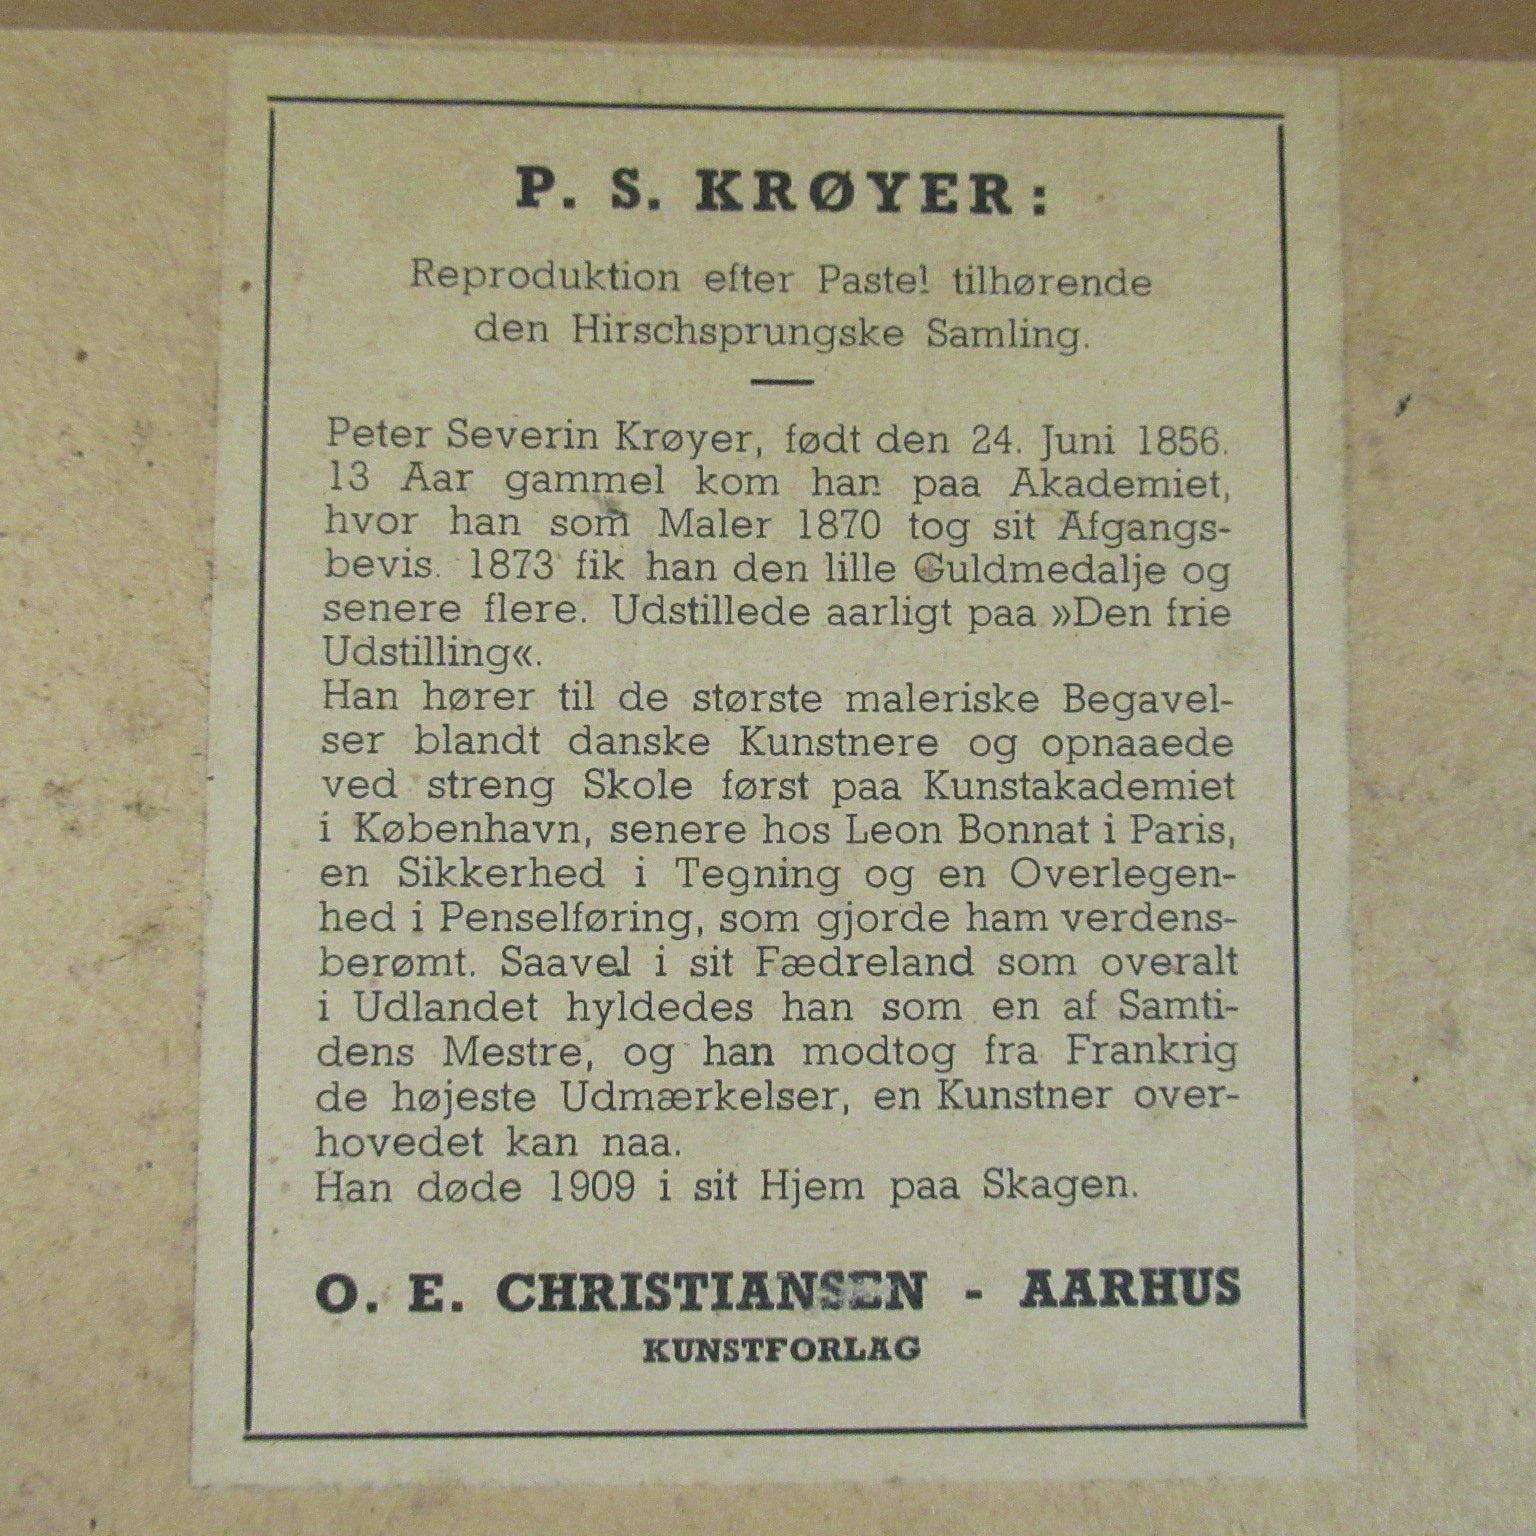 P. S. KRØYER:
Reproduktion efter Pastel tilhørende
den Hirschsprungske Samling.
Peter Severin Krøyer, født den 24. Juni 1856.
13 Aar gammel kom han paa Akademiet,
hvor han som Maler 1870 tog sit Afgangs-
bevis. 1873 fik han den lille Guldmedalje og
senere flere. Udstillede aarligt paa »Den frie
Udstilling«.
Han hører til de største maleriske Begavel-
ser blandt danske Kunstnere og opnaaede
ved streng Skole først paa Kunstakademiet
i København, senere hos Leon Bonnat i Paris,
en Sikkerhed i Tegning og en Overlegen-
hed i Penselføring, som gjorde ham verdens-
berømt. Saavel i sit Fædreland som overalt
i Udlandet hyldedes han som en af Samti-
dens Mestre, og han modtog fra Frankrig
de højeste Udmærkelser, en Kunstner over-
hovedet kan naa.
Han døde 1909 i sit Hjem paa Skagen.
O. E. CHRISTIANSEN - AARHUS
KUNSTFORLAG